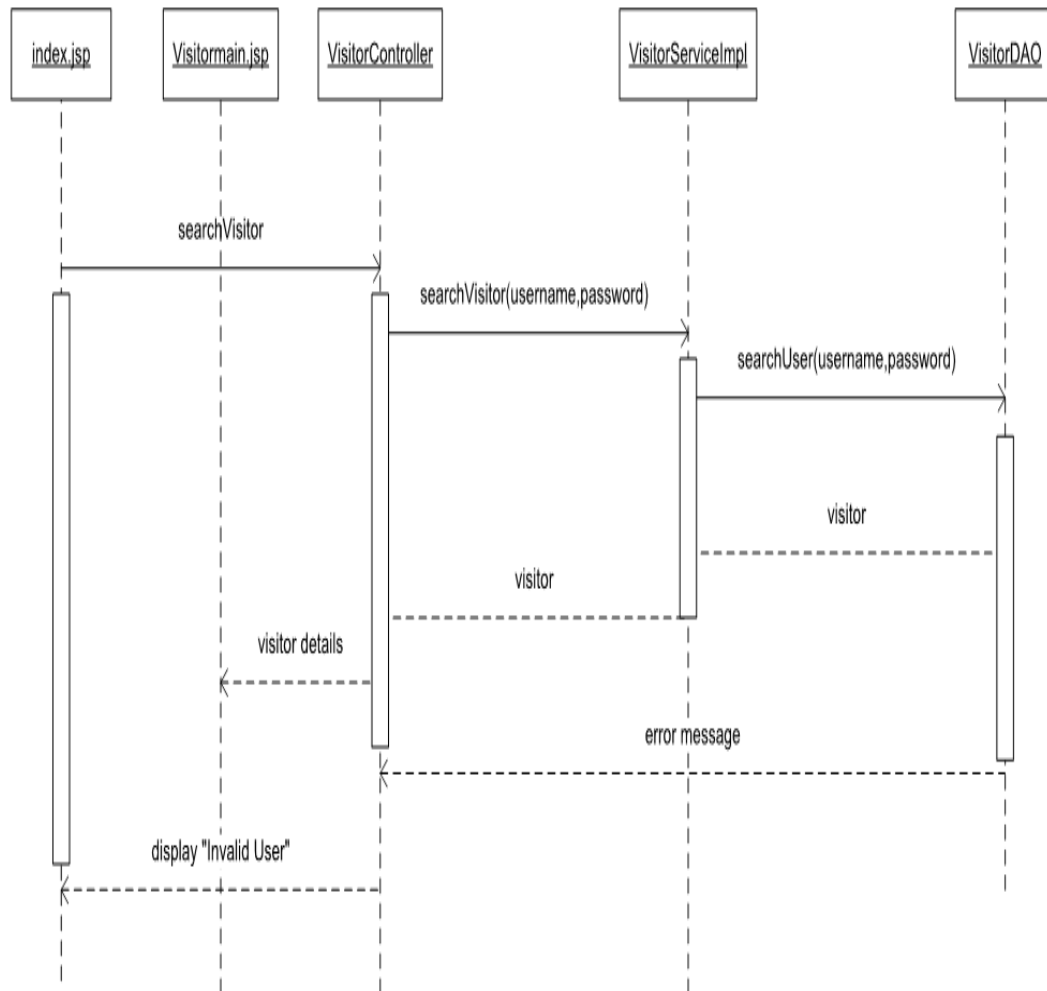 index.jsp
Visitormain.jsp
VisitorController
VisitorServiceImpl
VisitorDAO
searchVisitor
searchVisitor(username,password)
searchUser(username,password)
visitor
visitor
visitor details
error message
display "Invalid User"